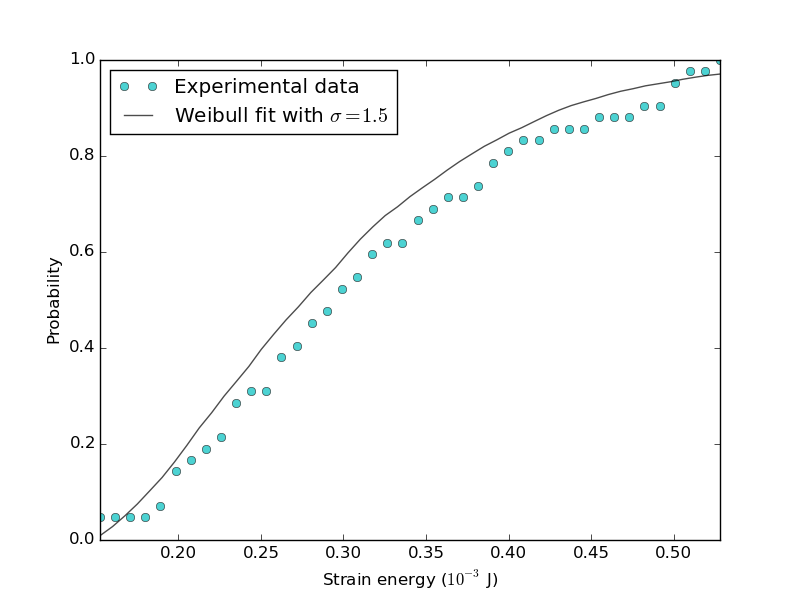 Experimental data
Weibull fit with σ=1.5
1.0
0.8
0.6
0.4
0.2
0.0
Probability
0.20 0.25 0.30 0.35 0.40 0.45 0.50
Strain energy (10⁻³ J)